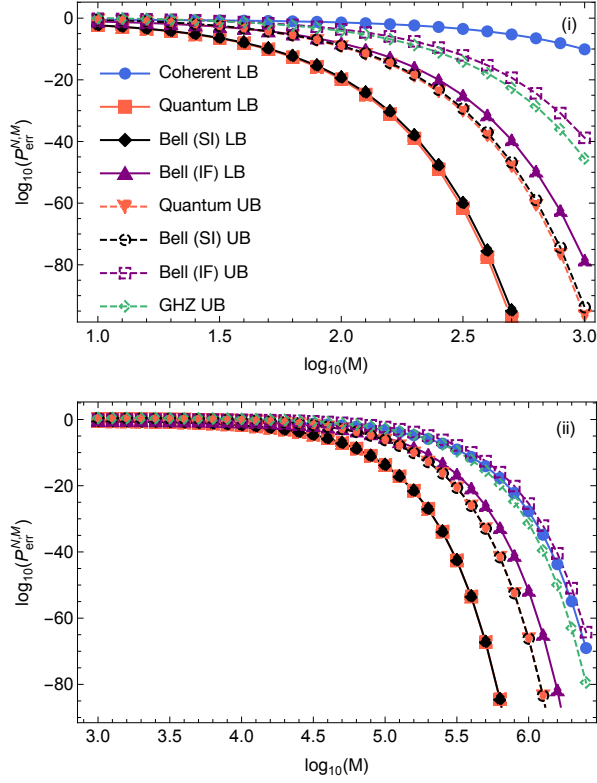 (i)
0
−20
−40
−60
−80
log₁₀(P_err^{N,M})
Coherent LB
Quantum LB
Bell (SI) LB
Bell (IF) LB
Quantum UB
Bell (SI) UB
Bell (IF) UB
GHZ UB
1.0 1.5 2.0 2.5 3.0
log₁₀(M)
(ii)
0
−20
−40
−60
−80
log₁₀(P_err^{N,M})
3.0 3.5 4.0 4.5 5.0 5.5 6.0
log₁₀(M)